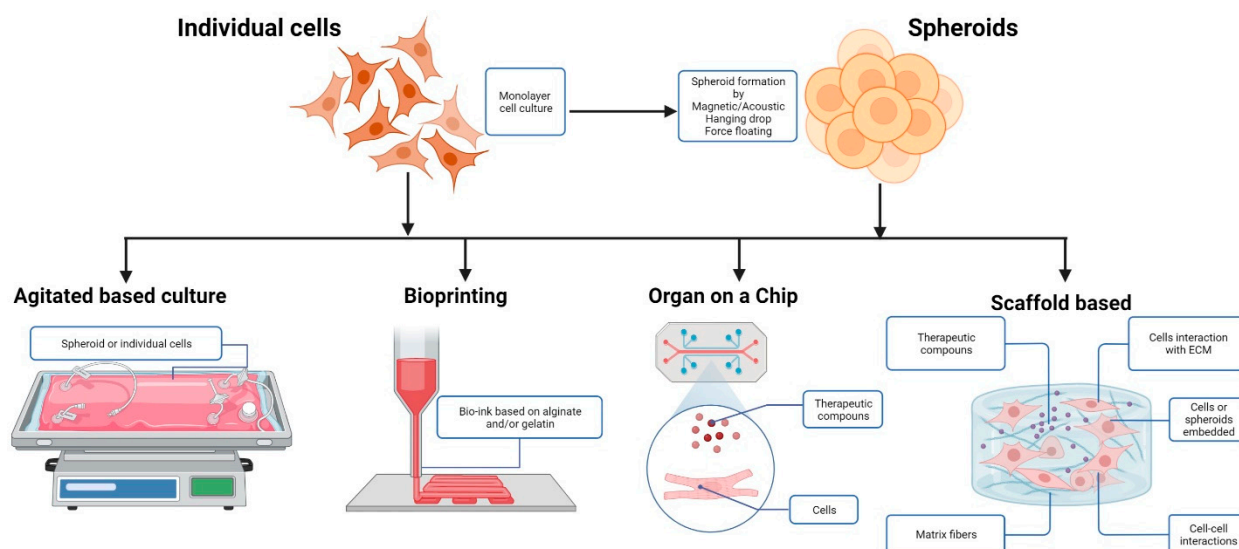 Individual cells
Spheroids
Monolayer
cell culture
Spheroid formation
by
Magnetic/Acoustic
Hanging drop
Force floating
Agitated based culture
Bioprinting
Organ on a Chip
Scaffold based
Spheroid or individual cells
Bio-ink based on alginate
and/or gelatin
Therapeutic
compouns
Cells
Therapeutic
compouns
Cells interaction
with ECM
Cells or
spheroids
embedded
Matrix fibers
Cell-cell
interactions